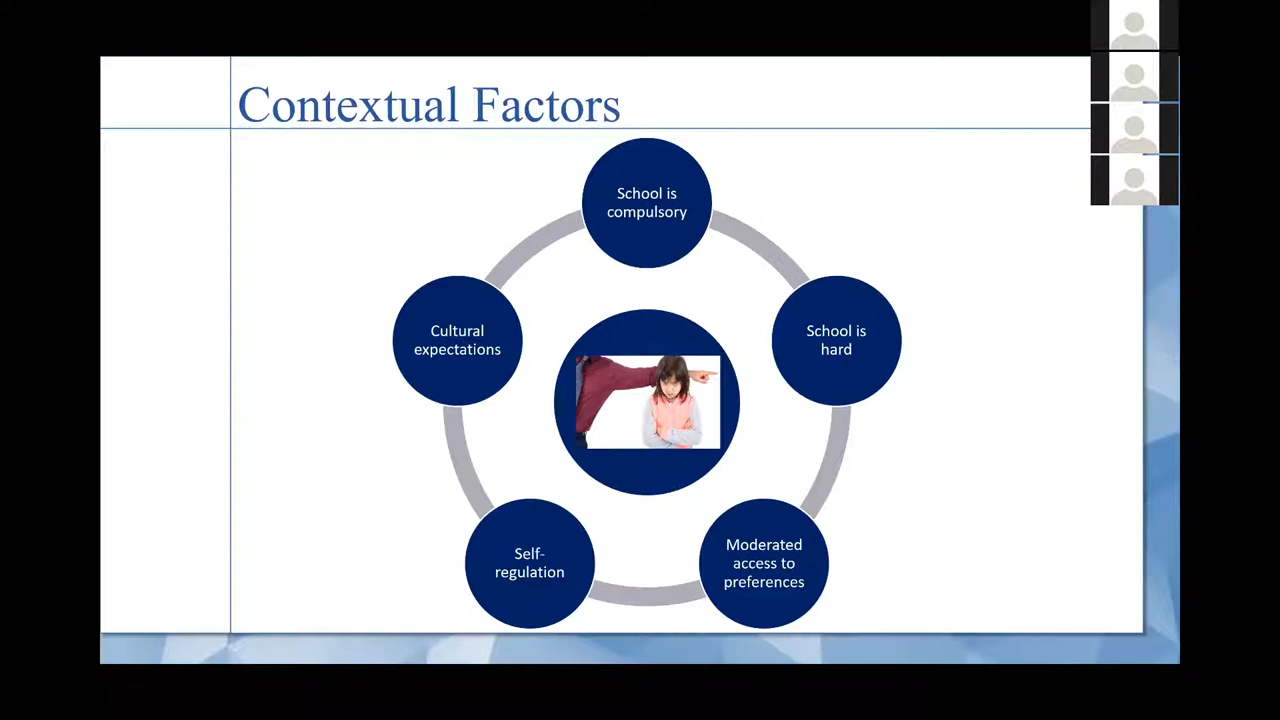 Contextual Factors
School is
compulsory
School is
hard
Moderated
access to
preferences
Self-
regulation
Cultural
expectations